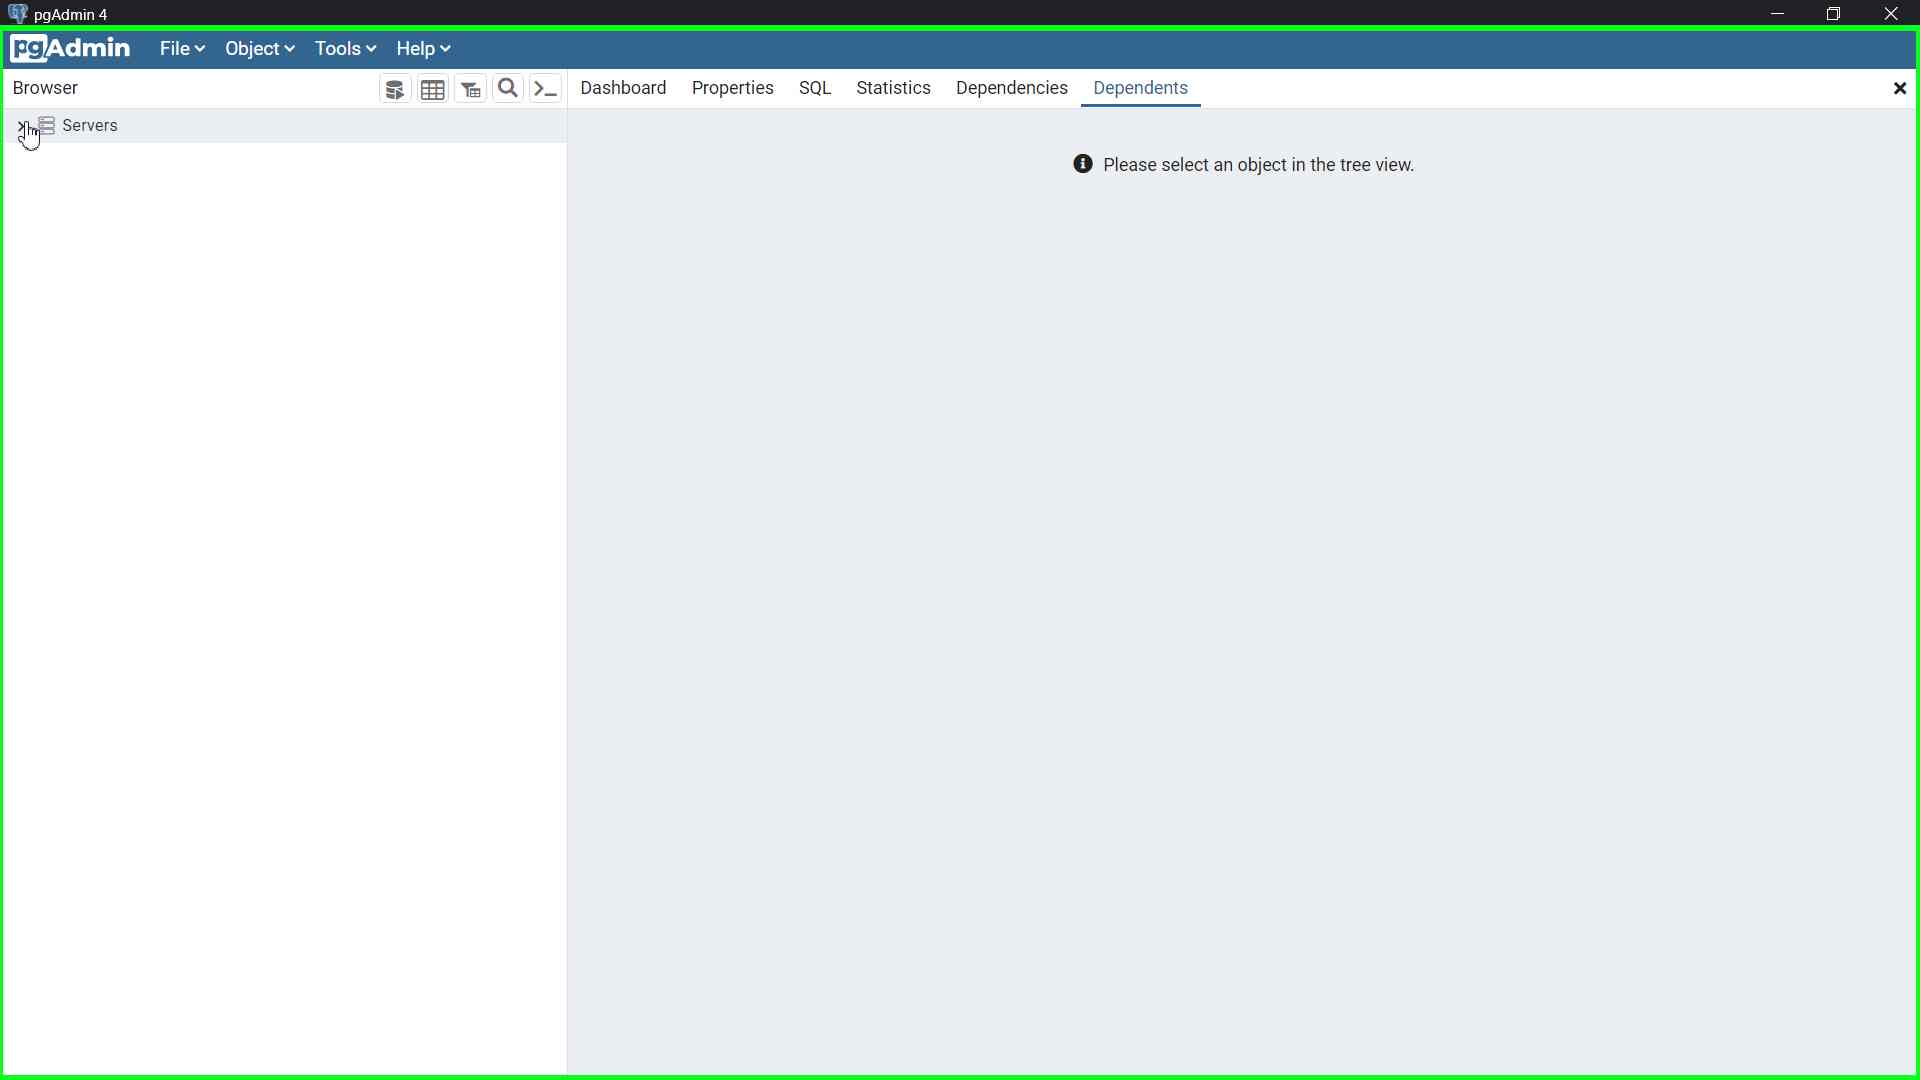 pgAdmin 4
pgAdmin File Object Tools Help
Browser Dashboard Properties SQL Statistics Dependencies Dependents
Servers
Please select an object in the tree view.